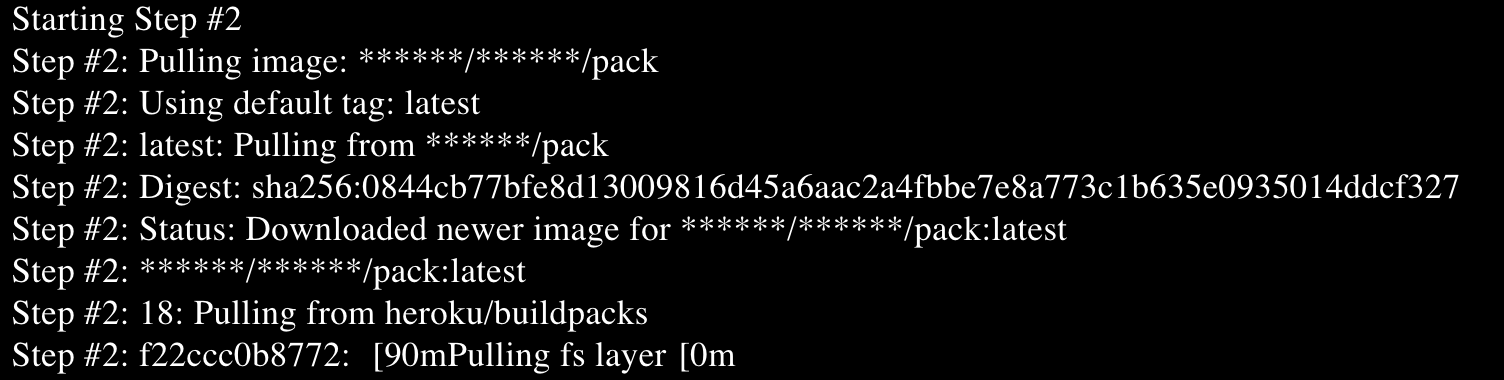 Starting Step #2
Step #2: Pulling image: ******/******/pack
Step #2: Using default tag: latest
Step #2: latest: Pulling from ******/pack
Step #2: Digest: sha256:0844cb77bfe8d13009816d45a6aac2a4fbbe7e8a773c1b635e0935014ddcf327
Step #2: Status: Downloaded newer image for ******/******/pack:latest
Step #2: ******/******/pack:latest
Step #2: 18: Pulling from heroku/buildpacks
Step #2: f22ccc0b8772: [90mPulling fs layer [0m